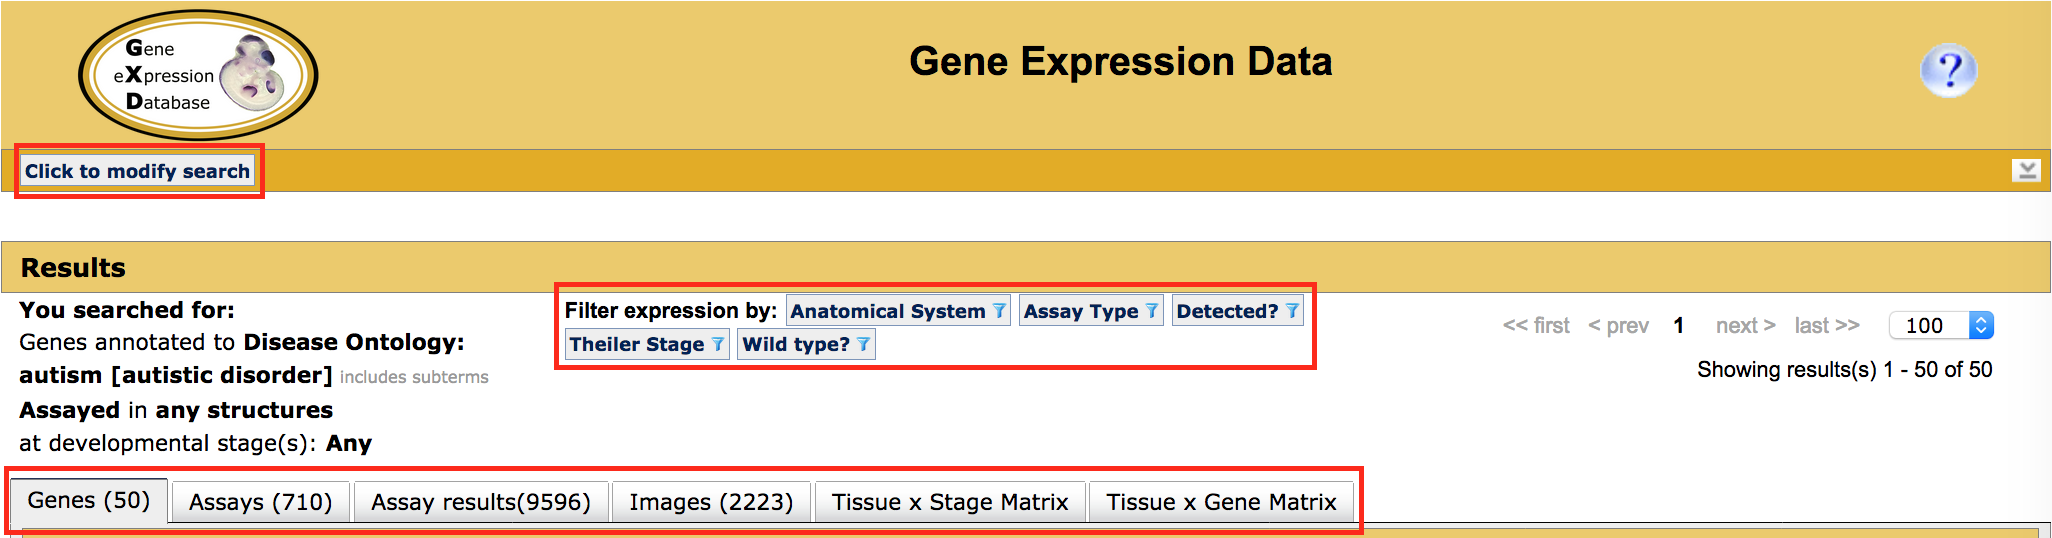 Gene
eXpression
Database
Gene Expression Data
?
Click to modify search
Results
You searched for:
Genes annotated to Disease Ontology:
autism [autistic disorder] includes subterms
Assayed in any structures
at developmental stage(s): Any
Filter expression by: Anatomical System Assay Type Detected?
Theiler Stage Wild type?
<< first < prev 1 next > last >> 100
Showing results(s) 1 - 50 of 50
Genes (50) Assays (710) Assay results(9596) Images (2223) Tissue x Stage Matrix Tissue x Gene Matrix